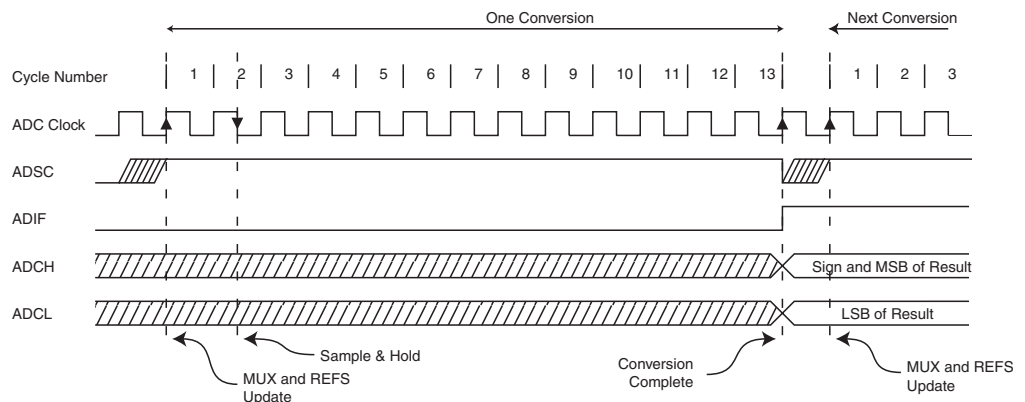 One Conversion
Next Conversion
Cycle Number
1 2 3 4 5 6 7 8 9 10 11 12 13 1 2 3
ADC Clock
ADSC
ADIF
ADCH
Sign and MSB of Result
ADCL
LSB of Result
Sample & Hold
MUX and REFS
Update
Conversion
Complete
MUX and REFS
Update